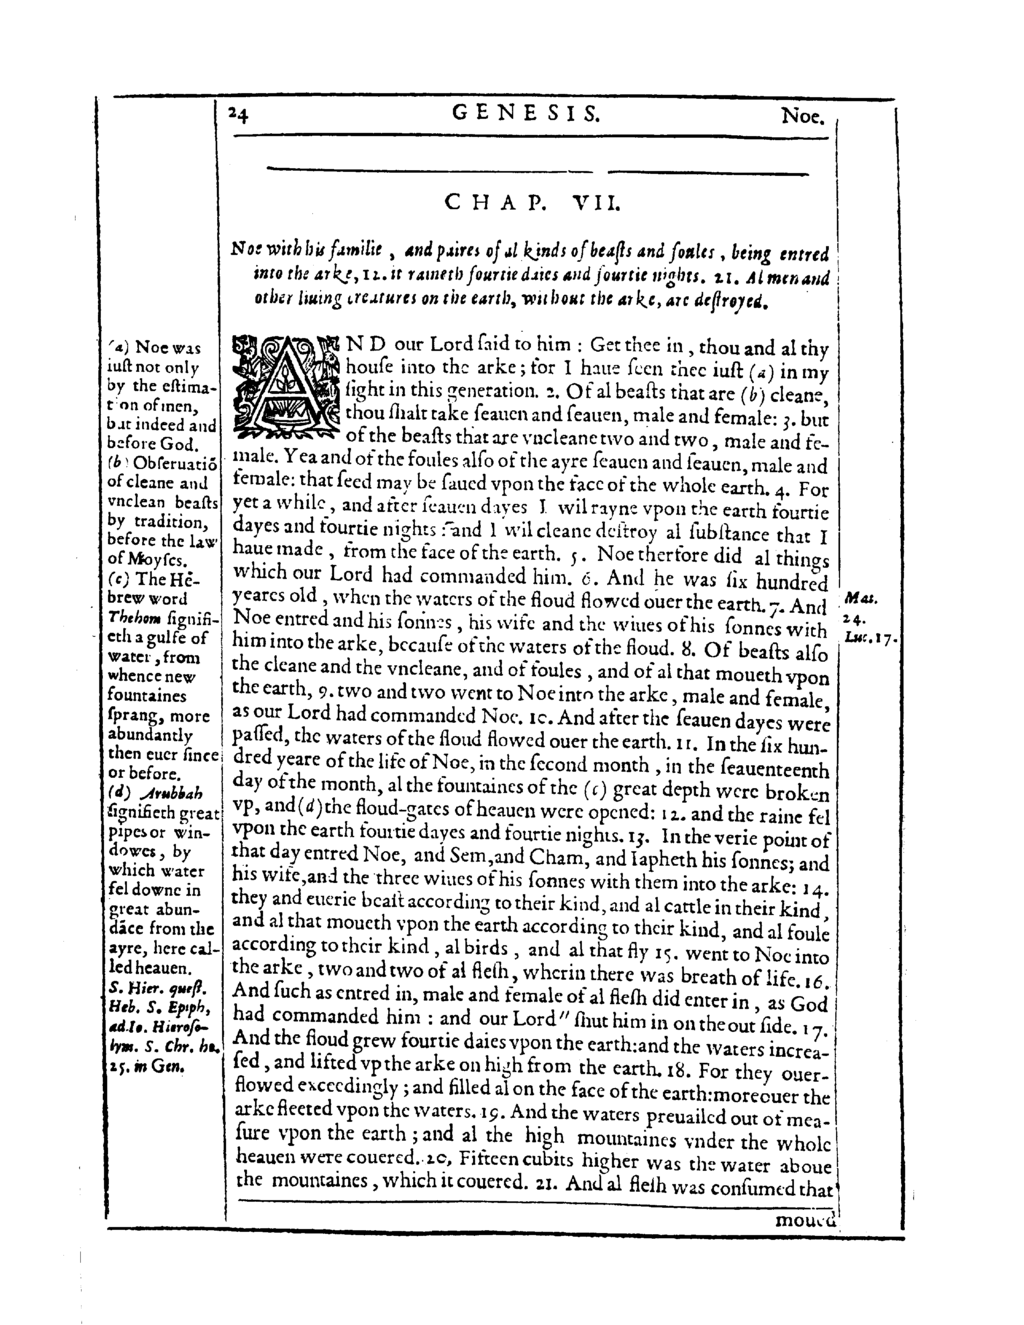 24 GENESIS. Noe.
CHAP. VII.
Noe with his familie, and paires of al kinds of beaſts and foules, being entred
into the arke, 12. it raineth fourtie daies and fourtie nights. 21. Al men and
other liuing creatures on the earth, without the arke, are deſtroyed.
AND our Lord ſaid to him : Get thee in, thou and al thy
houſe into the arke; for I haue ſeen thee iuſt (a) in my
ſight in this generation. 2. Of al beaſts that are (b) cleane,
thou ſhalt take ſeauen and ſeauen, male and female: 3. but
of the beaſts that are vncleane two and two, male and fe-
male. Yea and of the foules alſo of the ayre ſeauen and ſeauen, male and
female: that ſeed may be ſaued vpon the face of the whole earth. 4. For
yet a while, and after ſeauen dayes I wil rayne vpon the earth fourtie
dayes and fourtie nights : and I wil cleane deſtroy al ſubſtance that I
haue made, from the face of the earth. 5. Noe therfore did al things
which our Lord had commanded him. 6. And he was ſix hundred
yeares old, when the waters of the floud flowed ouer the earth. 7. And
Noe entred and his ſonnes, his wife and the wiues of his ſonnes with
him into the arke, becauſe of the waters of the floud. 8. Of beaſts alſo
the cleane and the vncleane, and of foules, and of al that moueth vpon
the earth, 9. two and two went to Noe into the arke, male and female,
as our Lord had commanded Noe. 10. And after the ſeauen dayes were
paſſed, the waters of the floud flowed ouer the earth. 11. In the ſix hun-
dred yeare of the life of Noe, in the ſecond month, in the ſeauenteenth
day of the month, al the fountaines of the (c) great depth were broken
vp, and (d) the floud-gates of heauen were opened: 12. and the raine fel
vpon the earth fourtie dayes and fourtie nights. 13. In the verie point of
that day entred Noe, and Sem, and Cham, and Iapheth his ſonnes; and
his wife, and the three wiues of his ſonnes with them into the arke: 14.
they and euerie beaſt according to their kind, and al cattle in their kind,
and al that moueth vpon the earth according to their kind, and al foule
according to their kind, al birds, and al that fly 15. went to Noe into
the arke, two and two of al fleſh, wherin there was breath of life. 16.
And ſuch as entred in, male and female of al fleſh did enter in, as God
had commanded him : and our Lord" ſhut him in on the out ſide. 17.
And the floud grew fourtie daies vpon the earth: and the waters increa-
ſed, and lifted vp the arke on high from the earth. 18. For they ouer-
flowed exceedingly; and filled al on the face of the earth: moreouer the
arke fleeted vpon the waters. 19. And the waters preuailed out of mea-
ſure vpon the earth; and al the high mountaines vnder the whole
heauen were couered. 20, Fifteen cubits higher was the water aboue
the mountaines, which it couered. 21. And al fleſh was conſumed that
moued
(a) Noe was
iuſt not only
by the eſtima-
tion of men,
but indeed and
before God.
(b) Obſeruatiõ
of cleane and
vnclean beaſts
by tradition,
before the law
of Moyſes.
(c) The Hê-
brew word
Thehom ſignifi-
eth a gulfe of
water, from
whence new
fountaines
ſprang, more
abundantly
then euer ſince
or before.
(d) Arubbah
ſignifieth great
pipes or win-
dowes, by
which water
fel downe in
great abun-
dãce from the
ayre, here cal-
led heauen.
S. Hier. queſt.
Heb. S. Epiph,
ad. Io. Hieroſo-
lym. S. Chr. ho.
25. in Gen.
Mat.
24.
Luc. 17.